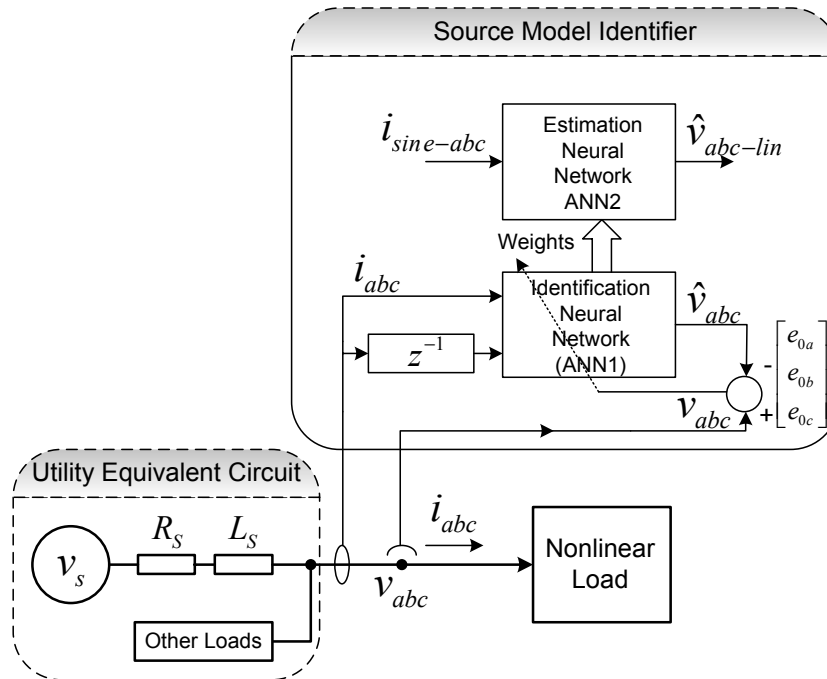 Source Model Identifier
i_{sine-abc}
Estimation
Neural
Network
ANN2
v̂_{abc-lin}
Weights
i_{abc}
Identification
Neural
Network
(ANN1)
v̂_{abc}
z^{-1}
-
+
e_{0a}
e_{0b}
e_{0c}
v_{abc}
Utility Equivalent Circuit
R_S
L_S
v_s
Other Loads
i_{abc}
v_{abc}
Nonlinear
Load